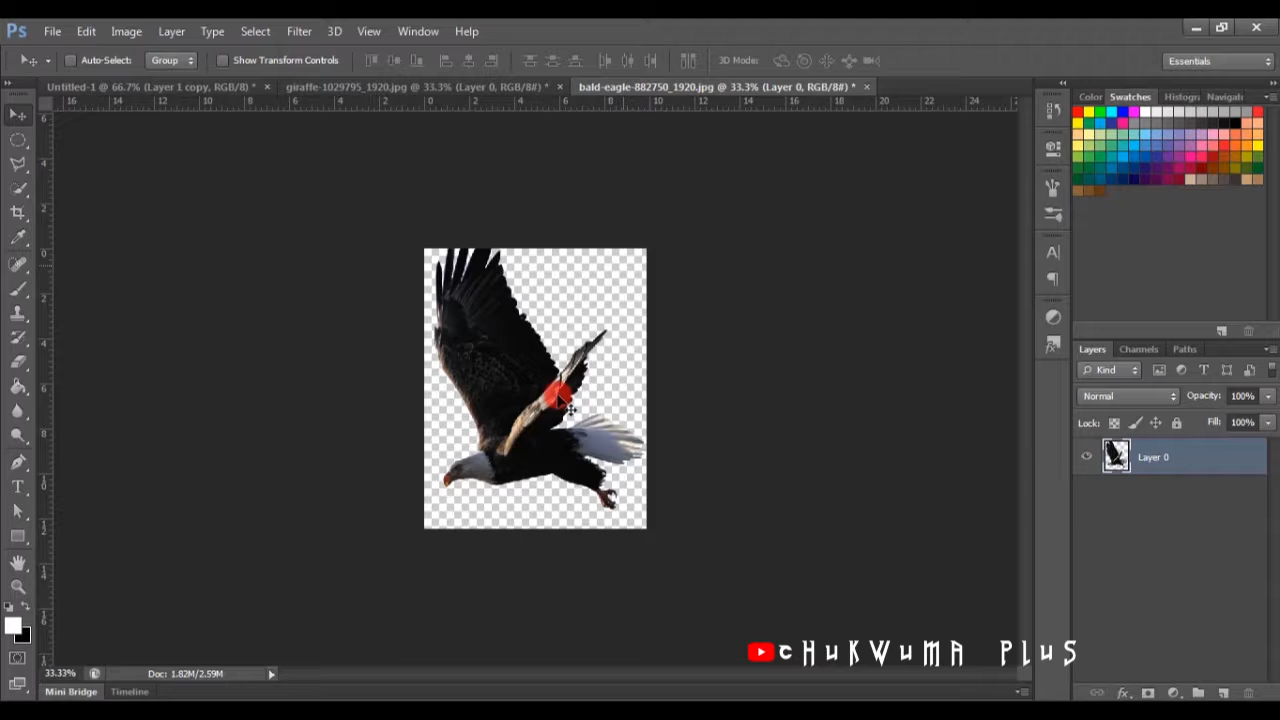 Ps File Edit Image Layer Type Select Filter 3D View Window Help
Auto-Select: Group Show Transform Controls 3D Mode: Essentials
Untitled-1 @ 66.7% (Layer 1 copy, RGB/8) * × giraffe-1029795_1920.jpg @ 33.3% (Layer 0, RGB/8#) * × bald-eagle-882750_1920.jpg @ 33.3% (Layer 0, RGB/8#) * ×
Color Swatches Histogr Navigati
Layers Channels Paths
Kind
Normal Opacity: 100%
Lock: Fill: 100%
Layer 0
cHuKWuMA PluS
33.33% Doc: 1.82M/2.59M
Mini Bridge Timeline